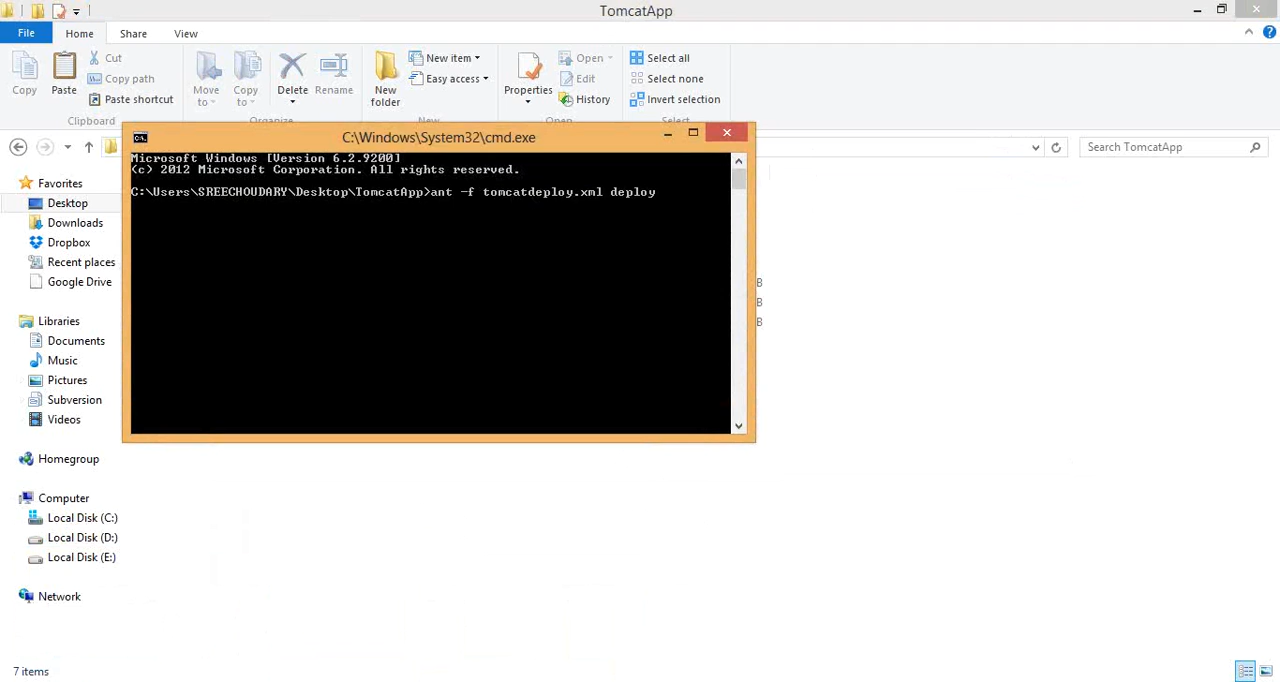 TomcatApp
File Home Share View
Copy
Paste
Cut
Copy path
Paste shortcut
Clipboard
Move to
Copy to
Delete
Rename
Organize
New folder
New item
Easy access
New
Properties
Open
Edit
History
Open
Select all
Select none
Invert selection
Select
Search TomcatApp
C:\Windows\System32\cmd.exe
Microsoft Windows [Version 6.2.9200]
(c) 2012 Microsoft Corporation. All rights reserved.
C:\Users\SREECHOUDARY\Desktop\TomcatApp>ant -f tomcatdeploy.xml deploy
Favorites
Desktop
Downloads
Dropbox
Recent places
Google Drive
Libraries
Documents
Music
Pictures
Subversion
Videos
Homegroup
Computer
Local Disk (C:)
Local Disk (D:)
Local Disk (E:)
Network
B
B
B
7 items